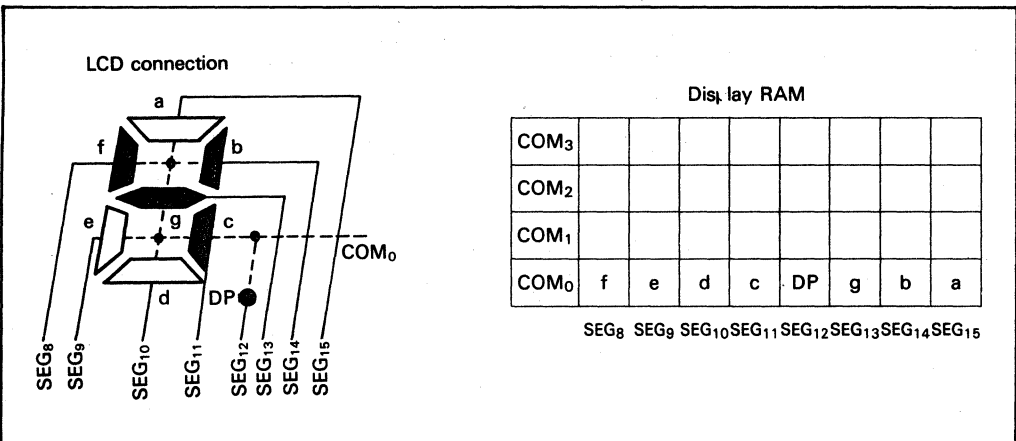 LCD connection
a
f
b
e
g
c
COM₀
d
DP
SEG₈
SEG₉
SEG₁₀
SEG₁₁
SEG₁₂
SEG₁₃
SEG₁₄
SEG₁₅
Display RAM
COM₃
COM₂
COM₁
COM₀ f e d c DP g b a
SEG₈ SEG₉ SEG₁₀ SEG₁₁ SEG₁₂ SEG₁₃ SEG₁₄ SEG₁₅